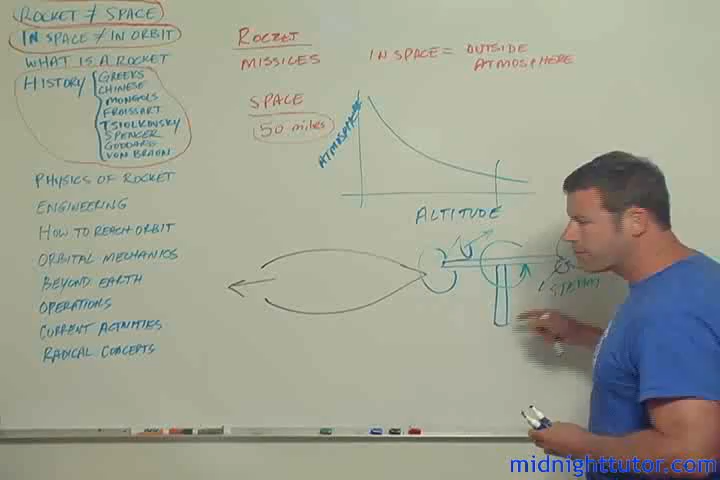 ROCKET ≠ SPACE
IN SPACE ≠ IN ORBIT
WHAT IS A ROCKET
HISTORY
GREEKS
CHINESE
MONGOLS
FROISSART
TSIOLKOVSKY
SPENCER
GODDARD
VON BRAUN
PHYSICS OF ROCKET
ENGINEERING
HOW TO REACH ORBIT
ORBITAL MECHANICS
BEYOND EARTH
OPERATIONS
CURRENT ACTIVITIES
RADICAL CONCEPTS
ROCKET
MISSILES
SPACE
50 miles
IN SPACE = OUTSIDE
ATMOSPHERE
ATMOSPHERE
ALTITUDE
STEAM
midnighttutor.com